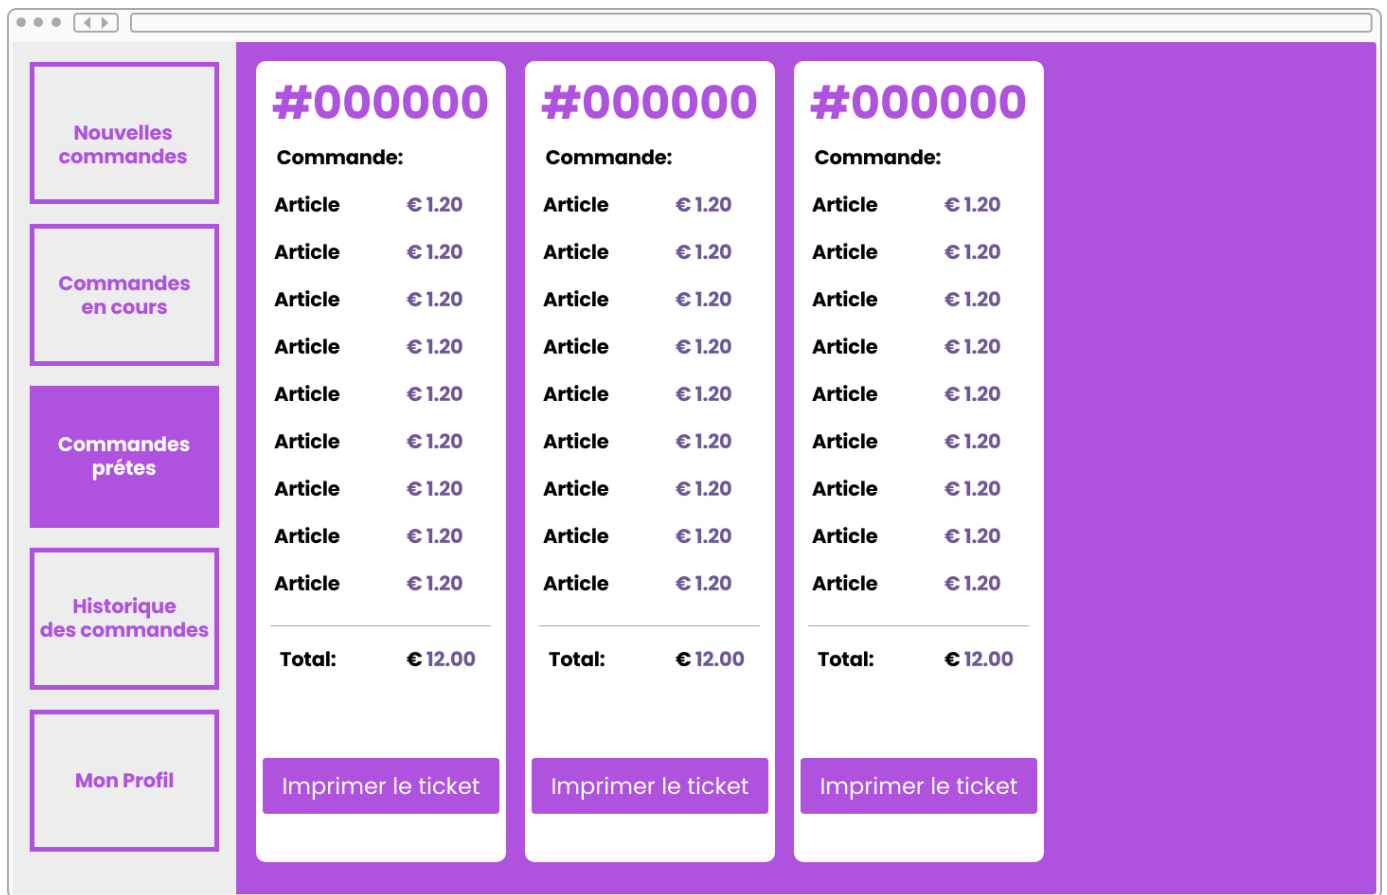 Nouvelles
commandes
Commandes
en cours
Commandes
prétes
Historique
des commandes
Mon Profil
#000000
Commande:
Article € 1.20
Article € 1.20
Article € 1.20
Article € 1.20
Article € 1.20
Article € 1.20
Article € 1.20
Article € 1.20
Article € 1.20
Total: € 12.00
Imprimer le ticket
#000000
Commande:
Article € 1.20
Article € 1.20
Article € 1.20
Article € 1.20
Article € 1.20
Article € 1.20
Article € 1.20
Article € 1.20
Article € 1.20
Total: € 12.00
Imprimer le ticket
#000000
Commande:
Article € 1.20
Article € 1.20
Article € 1.20
Article € 1.20
Article € 1.20
Article € 1.20
Article € 1.20
Article € 1.20
Article € 1.20
Total: € 12.00
Imprimer le ticket